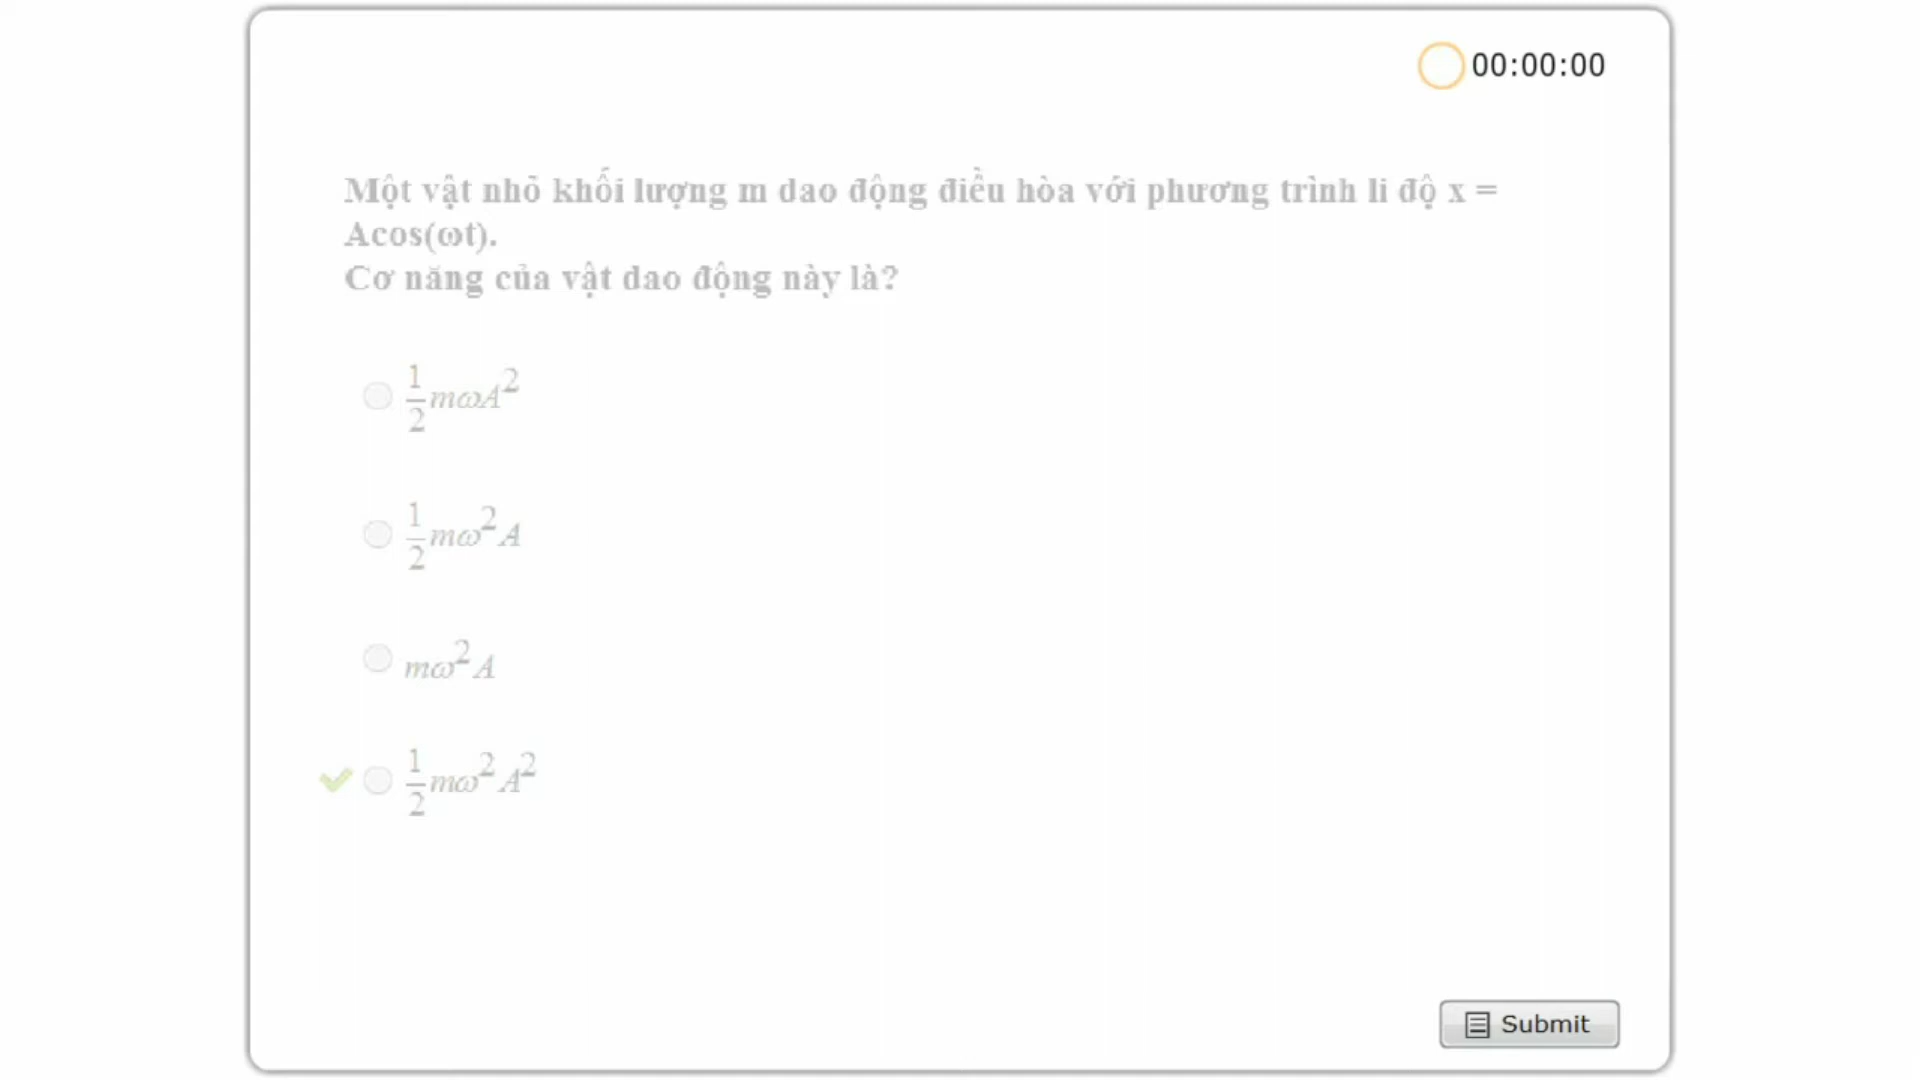 00:00:00
Một vật nhỏ khối lượng m dao động điều hòa với phương trình li độ x =
Acos(ωt).
Cơ năng của vật dao động này là?
1/2 mωA²
1/2 mω²A
mω²A
1/2 mω²A²
Submit